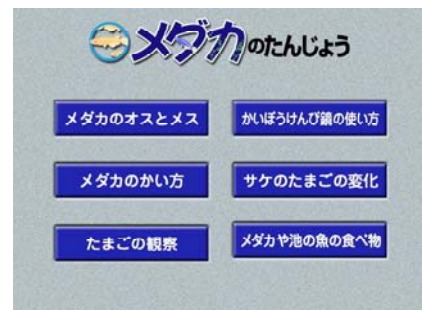 メダカのたんじょう
メダカのオスとメス
かいぼうけんび鏡の使い方
メダカのかい方
サケのたまごの変化
たまごの観察
メダカや池の魚の食べ物